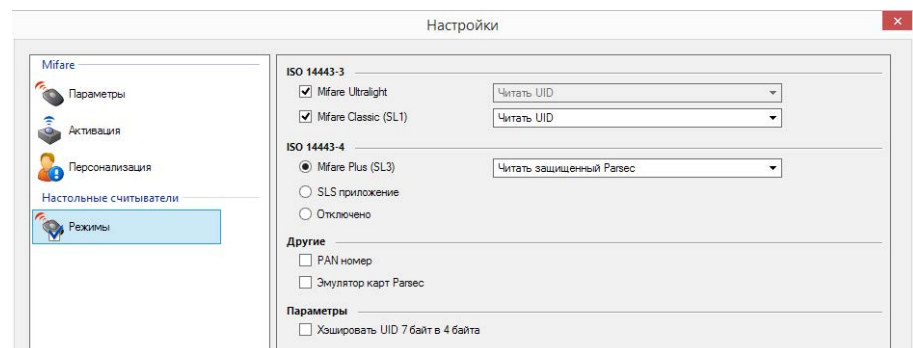 Настройки
Mifare
Параметры
Активация
Персонализация
Настольные считыватели
Режимы
ISO 14443-3
Mifare Ultralight Читать UID
Mifare Classic (SL1) Читать UID
ISO 14443-4
Mifare Plus (SL3) Читать защищенный Parsec
SLS приложение
Отключено
Другие
PAN номер
Эмулятор карт Parsec
Параметры
Хэшировать UID 7 байт в 4 байта